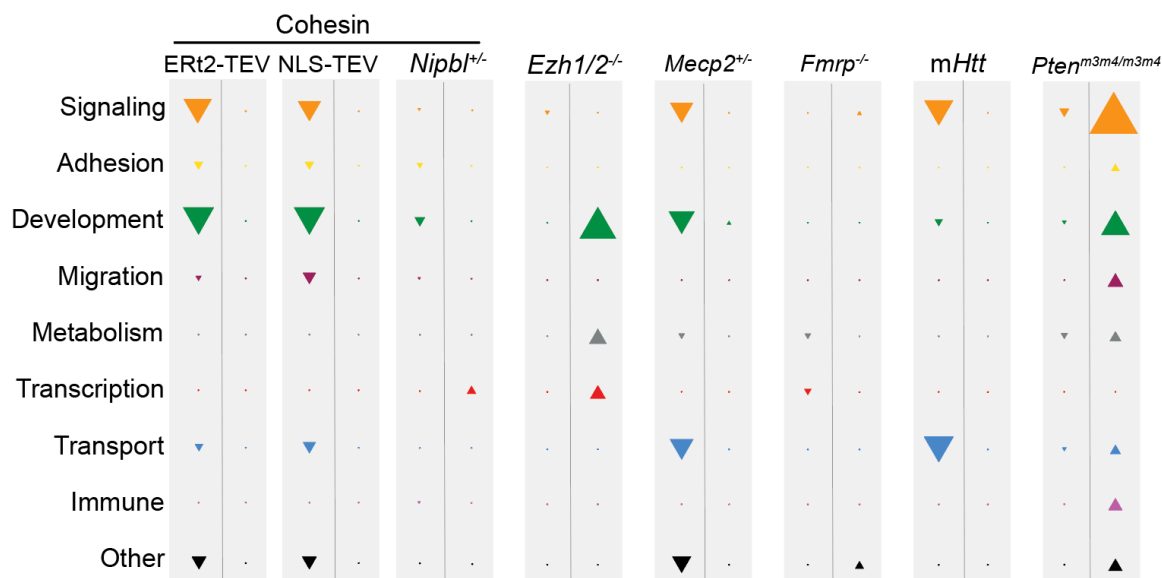 Cohesin
ERt2-TEV NLS-TEV Nipbl+/- Ezh1/2-/- Mecp2+/- Fmrp-/- mHtt Ptenm3m4/m3m4
Signaling
Adhesion
Development
Migration
Metabolism
Transcription
Transport
Immune
Other